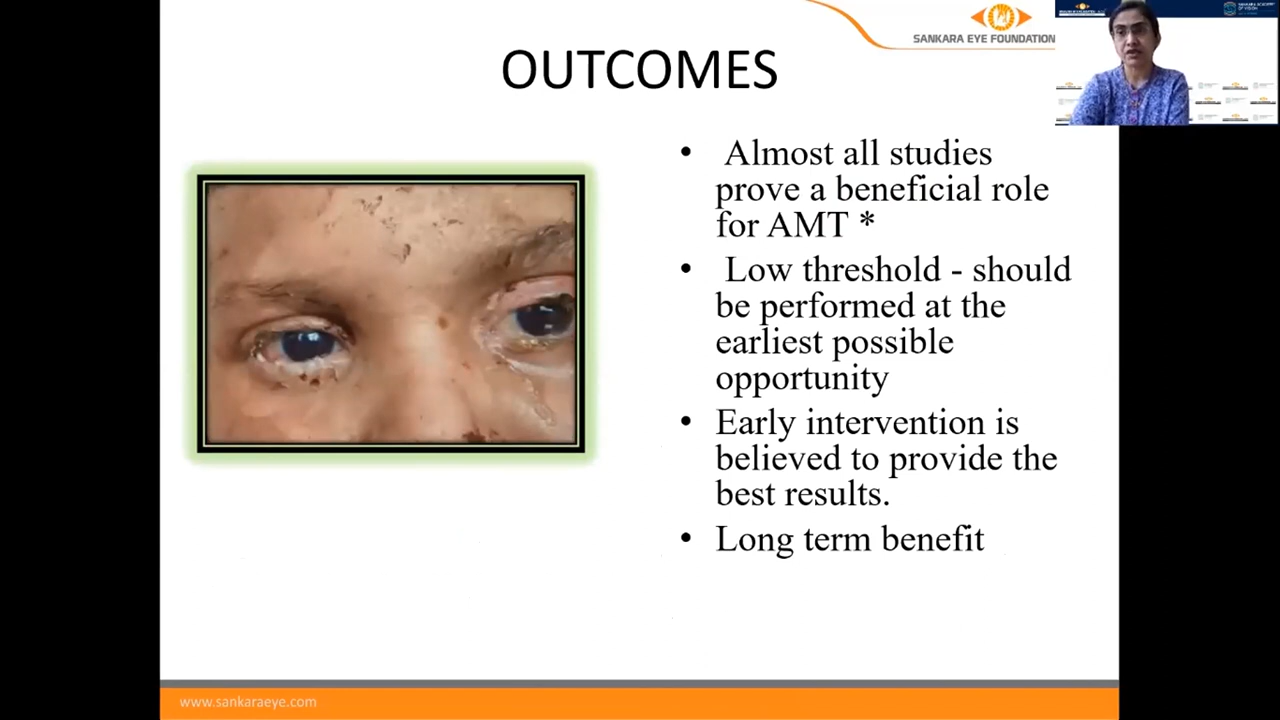 SANKARA EYE FOUNDATION
OUTCOMES
• Almost all studies
prove a beneficial role
for AMT *
• Low threshold - should
be performed at the
earliest possible
opportunity
• Early intervention is
believed to provide the
best results.
• Long term benefit
www.sankaraeye.com